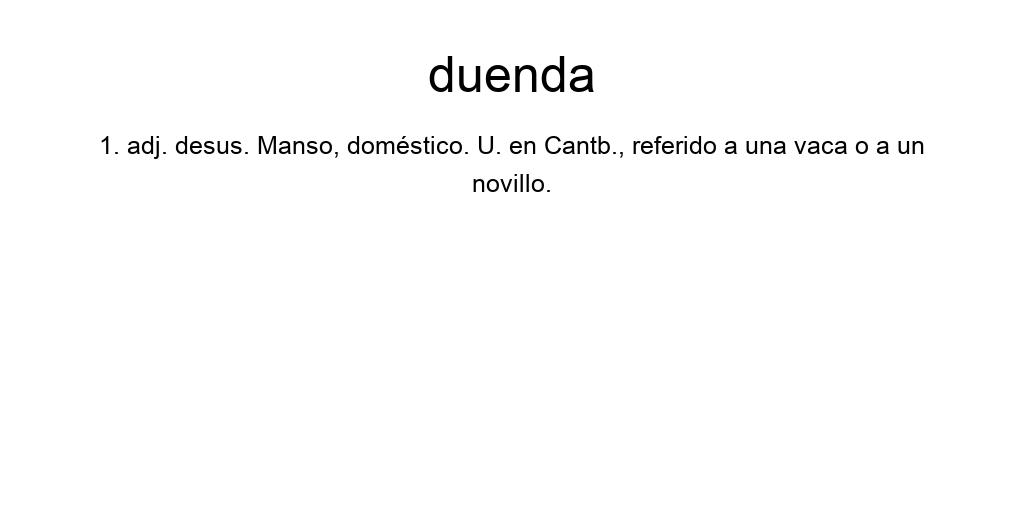 duenda
1. adj. desus. Manso, doméstico. U. en Cantb., referido a una vaca o a un
novillo.